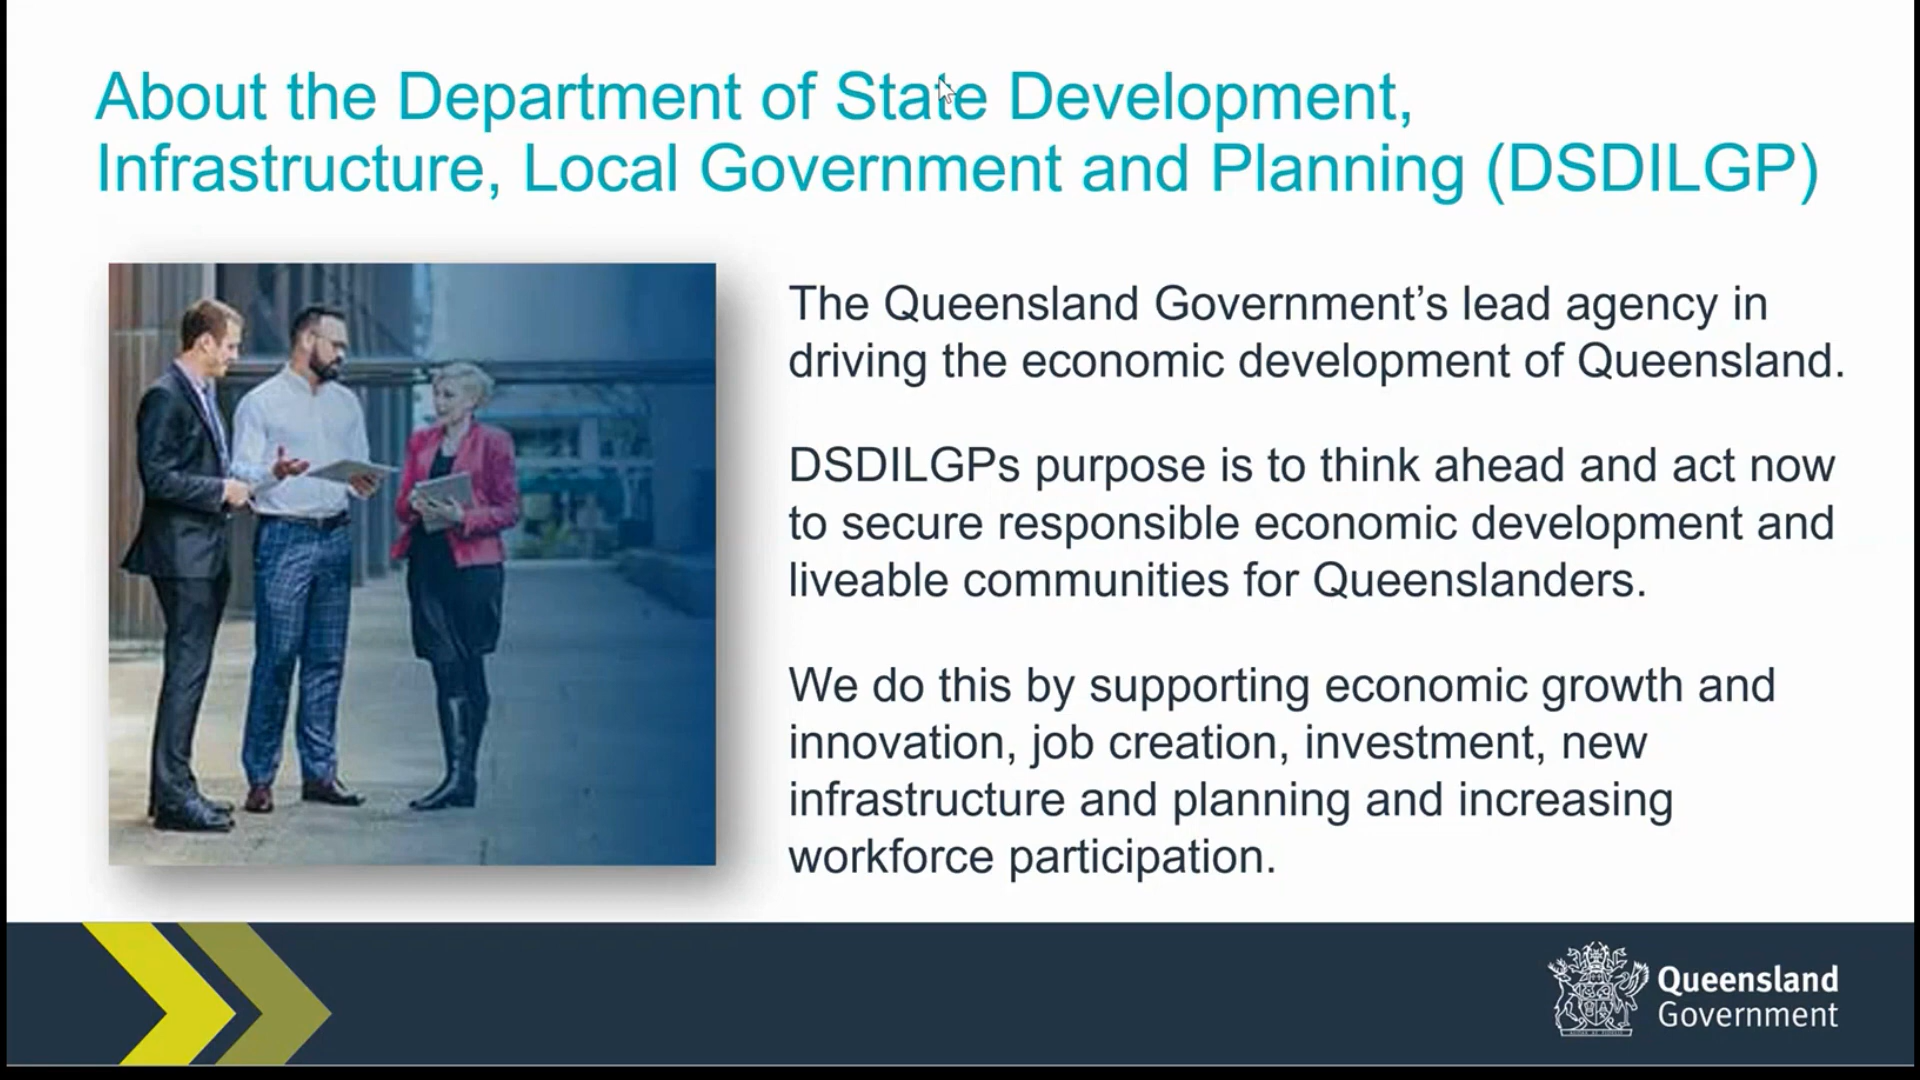 About the Department of State Development,
Infrastructure, Local Government and Planning (DSDILGP)
The Queensland Government’s lead agency in
driving the economic development of Queensland.
DSDILGPs purpose is to think ahead and act now
to secure responsible economic development and
liveable communities for Queenslanders.
We do this by supporting economic growth and
innovation, job creation, investment, new
infrastructure and planning and increasing
workforce participation.
Queensland
Government